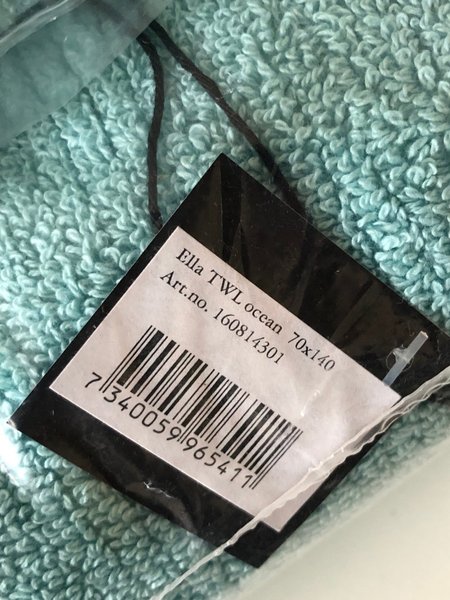 Ella TWL ocean 70x140
Art.no. 160814301
7 340059 965411